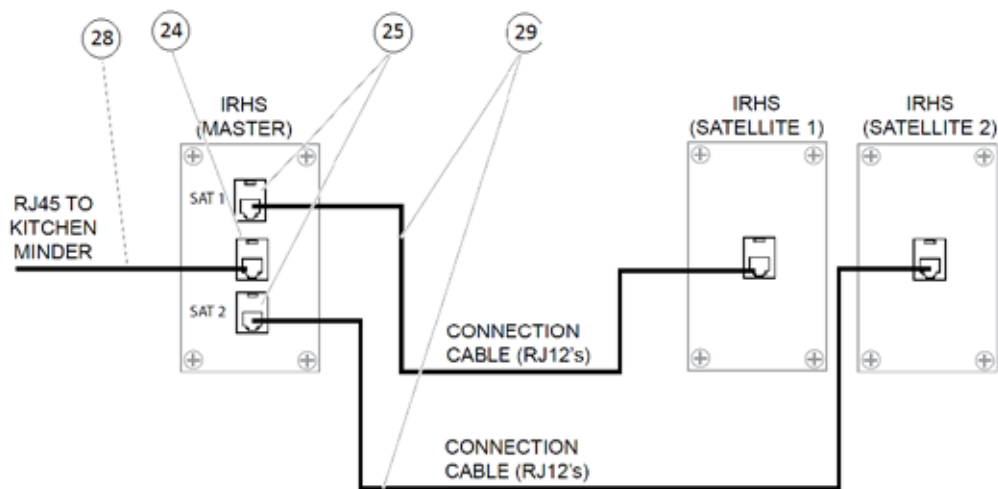 28
24
25
29
IRHS
(MASTER)
IRHS
(SATELLITE 1)
IRHS
(SATELLITE 2)
SAT 1
RJ45 TO
KITCHEN
MINDER
SAT 2
CONNECTION
CABLE (RJ12's)
CONNECTION
CABLE (RJ12's)